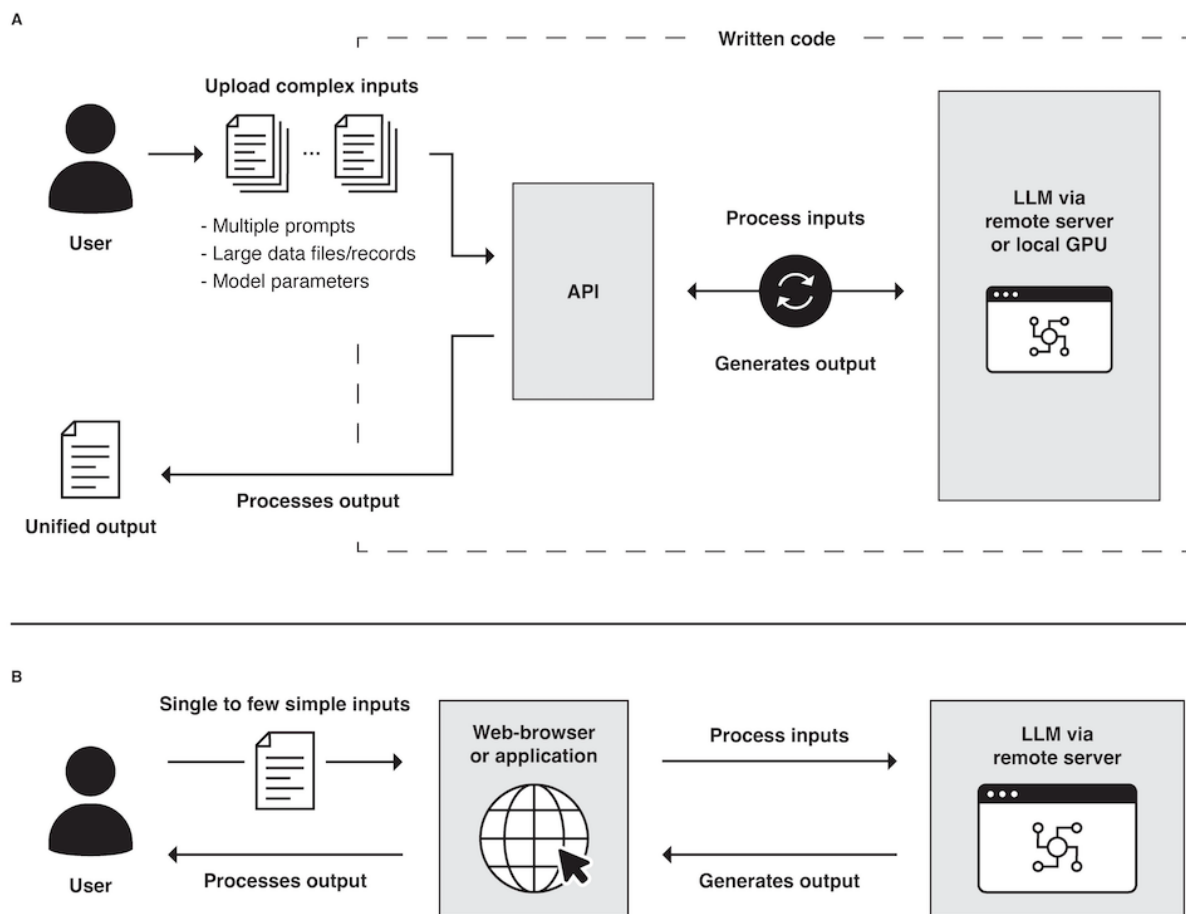 A
Written code
Upload complex inputs
...
User
- Multiple prompts
- Large data files/records
- Model parameters
API
Process inputs
Generates output
LLM via
remote server
or local GPU
Processes output
Unified output
B
Single to few simple inputs
User
Web-browser
or application
Process inputs
LLM via
remote server
Processes output
Generates output